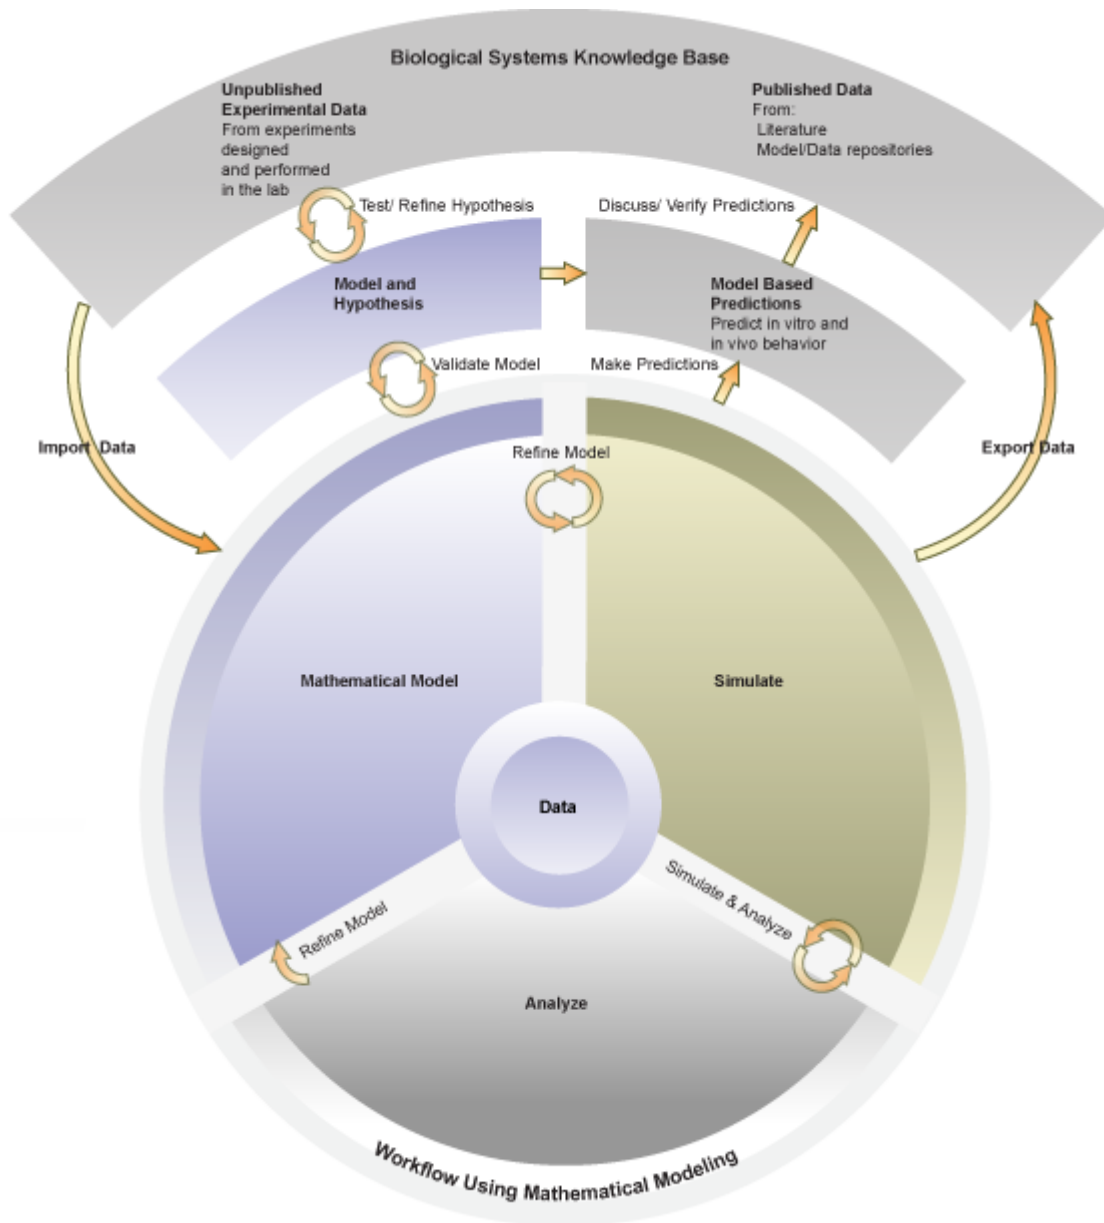 Biological Systems Knowledge Base
Unpublished
Experimental Data
From experiments
designed
and performed
in the lab
Published Data
From:
Literature
Model/Data repositories
Test/ Refine Hypothesis
Discuss/ Verify Predictions
Model and
Hypothesis
Model Based
Predictions
Predict in vitro and
in vivo behavior
Validate Model
Make Predictions
Import Data
Export Data
Refine Model
Mathematical Model
Simulate
Data
Refine Model
Simulate & Analyze
Analyze
Workflow Using Mathematical Modeling